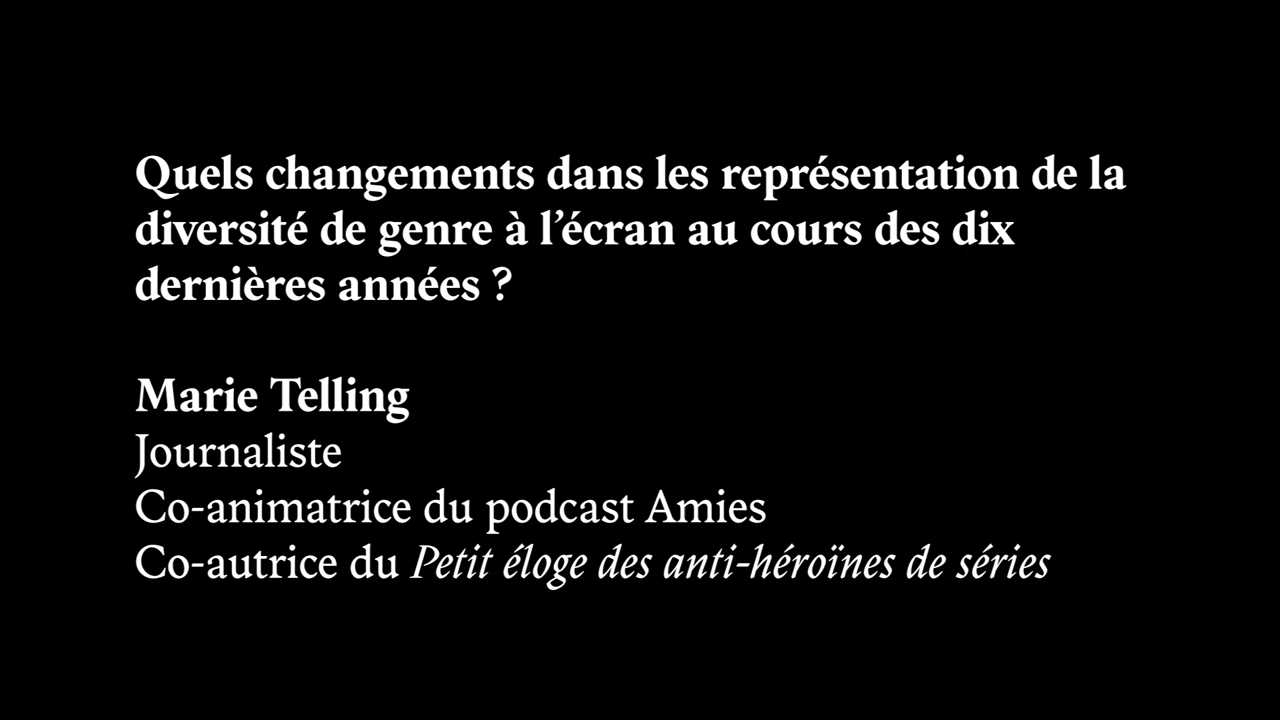 Quels changements dans les représentation de la
diversité de genre à l’écran au cours des dix
dernières années ?
Marie Telling
Journaliste
Co-animatrice du podcast Amies
Co-autrice du Petit éloge des anti-héroïnes de séries